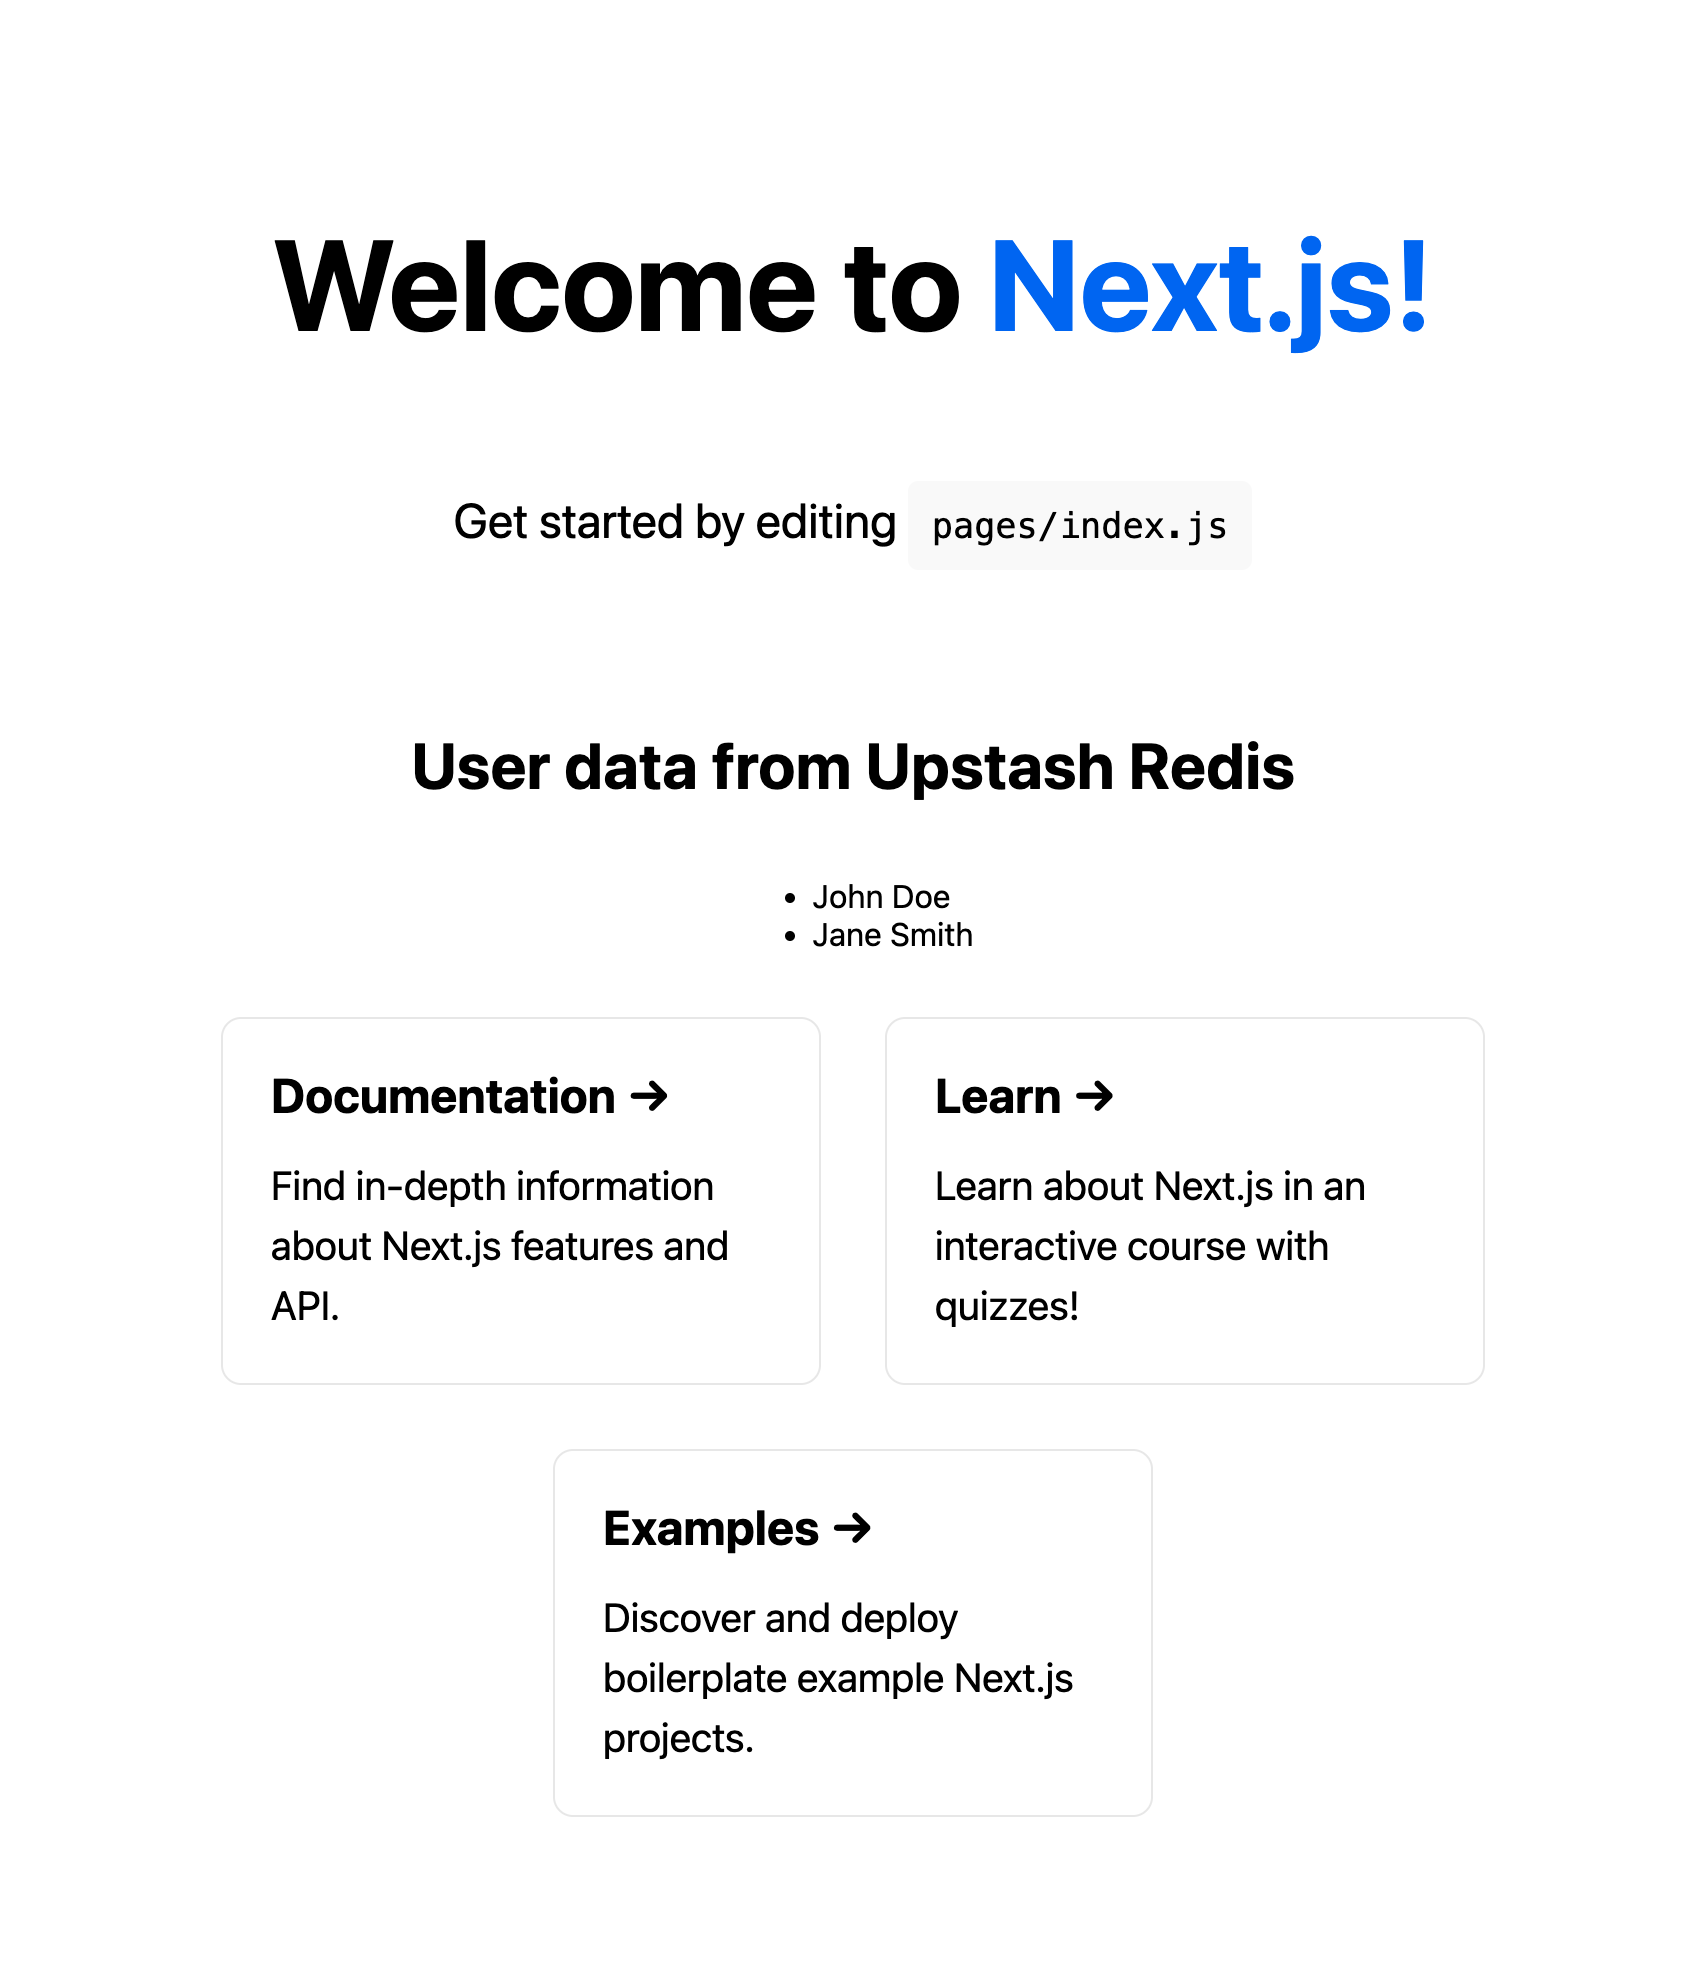 Welcome to Next.js!
Get started by editing pages/index.js
User data from Upstash Redis
• John Doe
• Jane Smith
Documentation →
Find in-depth information
about Next.js features and
API.
Learn →
Learn about Next.js in an
interactive course with
quizzes!
Examples →
Discover and deploy
boilerplate example Next.js
projects.